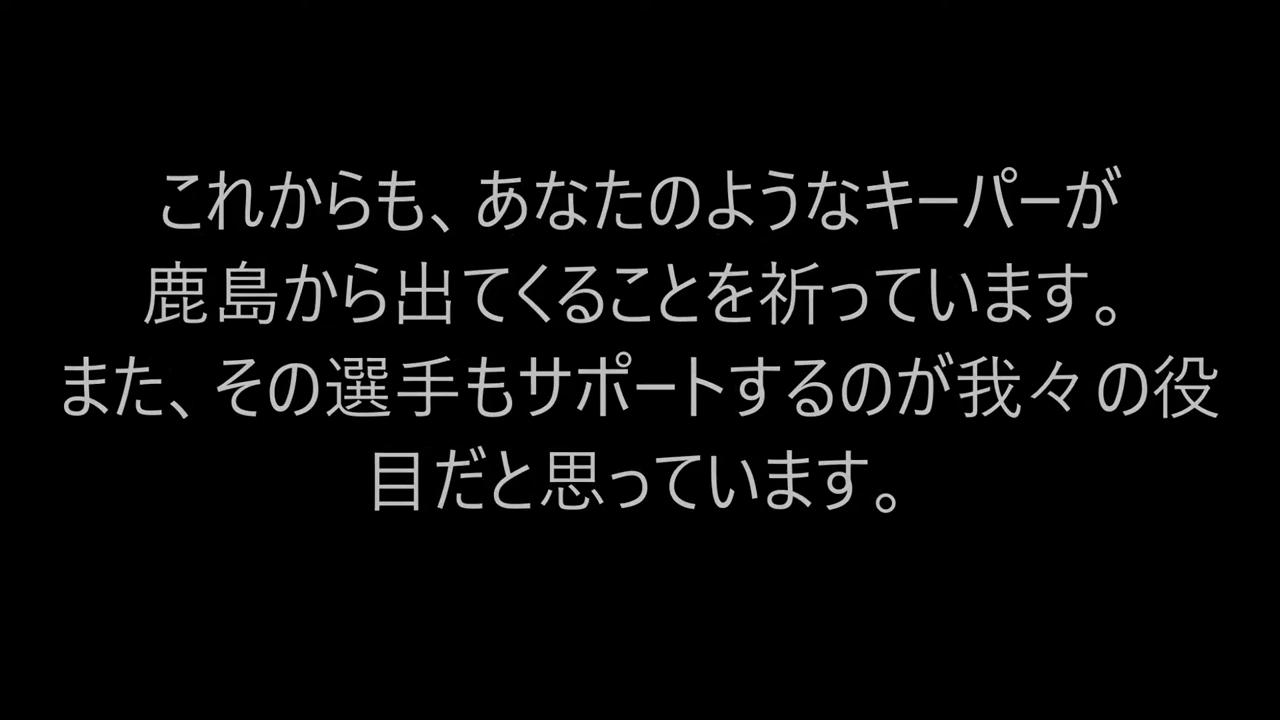 これからも、あなたのようなキーパーが
鹿島から出てくることを祈っています。
また、その選手もサポートするのが我々の役
目だと思っています。